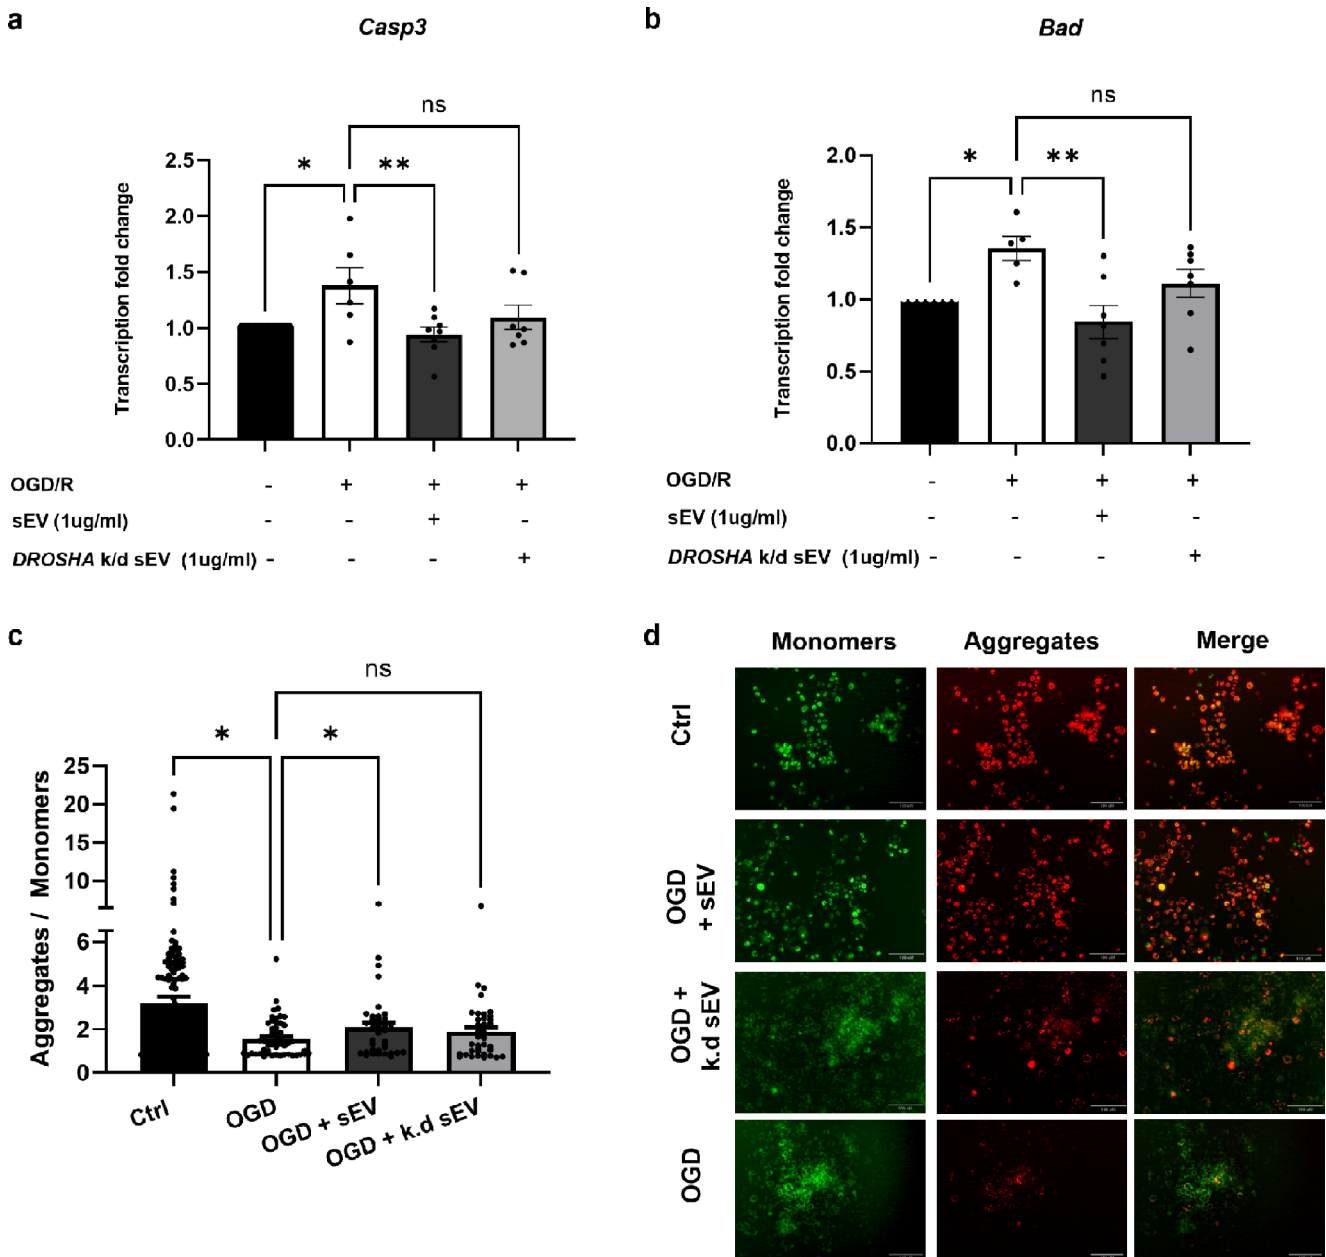 a
Casp3
ns
* **
Transcription fold change
2.5
2.0
1.5
1.0
0.5
0.0
OGD/R - + + +
sEV (1ug/ml) - - + -
DROSHA k/d sEV (1ug/ml) - - - +
b
Bad
ns
* **
Transcription fold change
2.0
1.5
1.0
0.5
0.0
OGD/R - + + +
sEV (1ug/ml) - - + -
DROSHA k/d sEV (1ug/ml) - - - +
c
ns
* *
Aggregates / Monomers
25
20
15
10
6
4
2
0
Ctrl
OGD
OGD + sEV
OGD + k.d sEV
d
Monomers Aggregates Merge
Ctrl
OGD
+ sEV
OGD +
k.d sEV
OGD